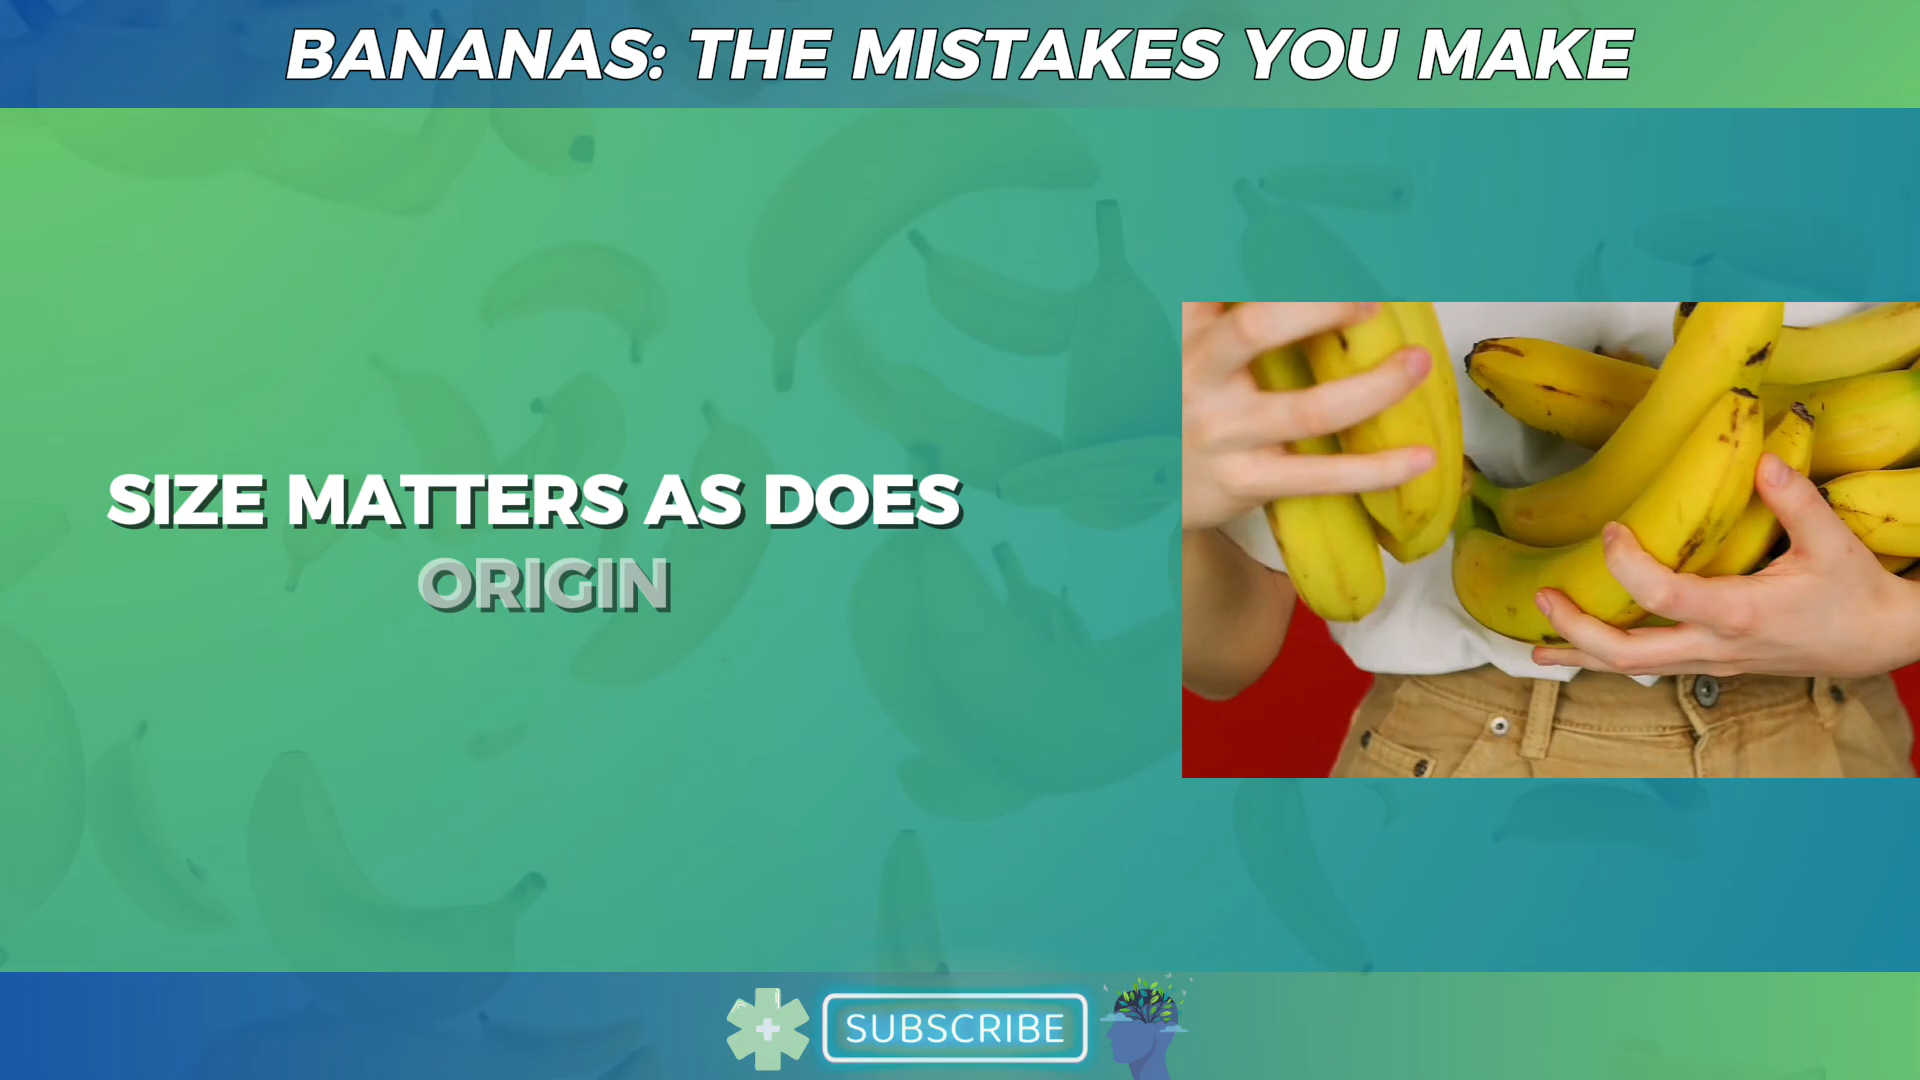 BANANAS: THE MISTAKES YOU MAKE
SIZE MATTERS AS DOES
ORIGIN
SUBSCRIBE